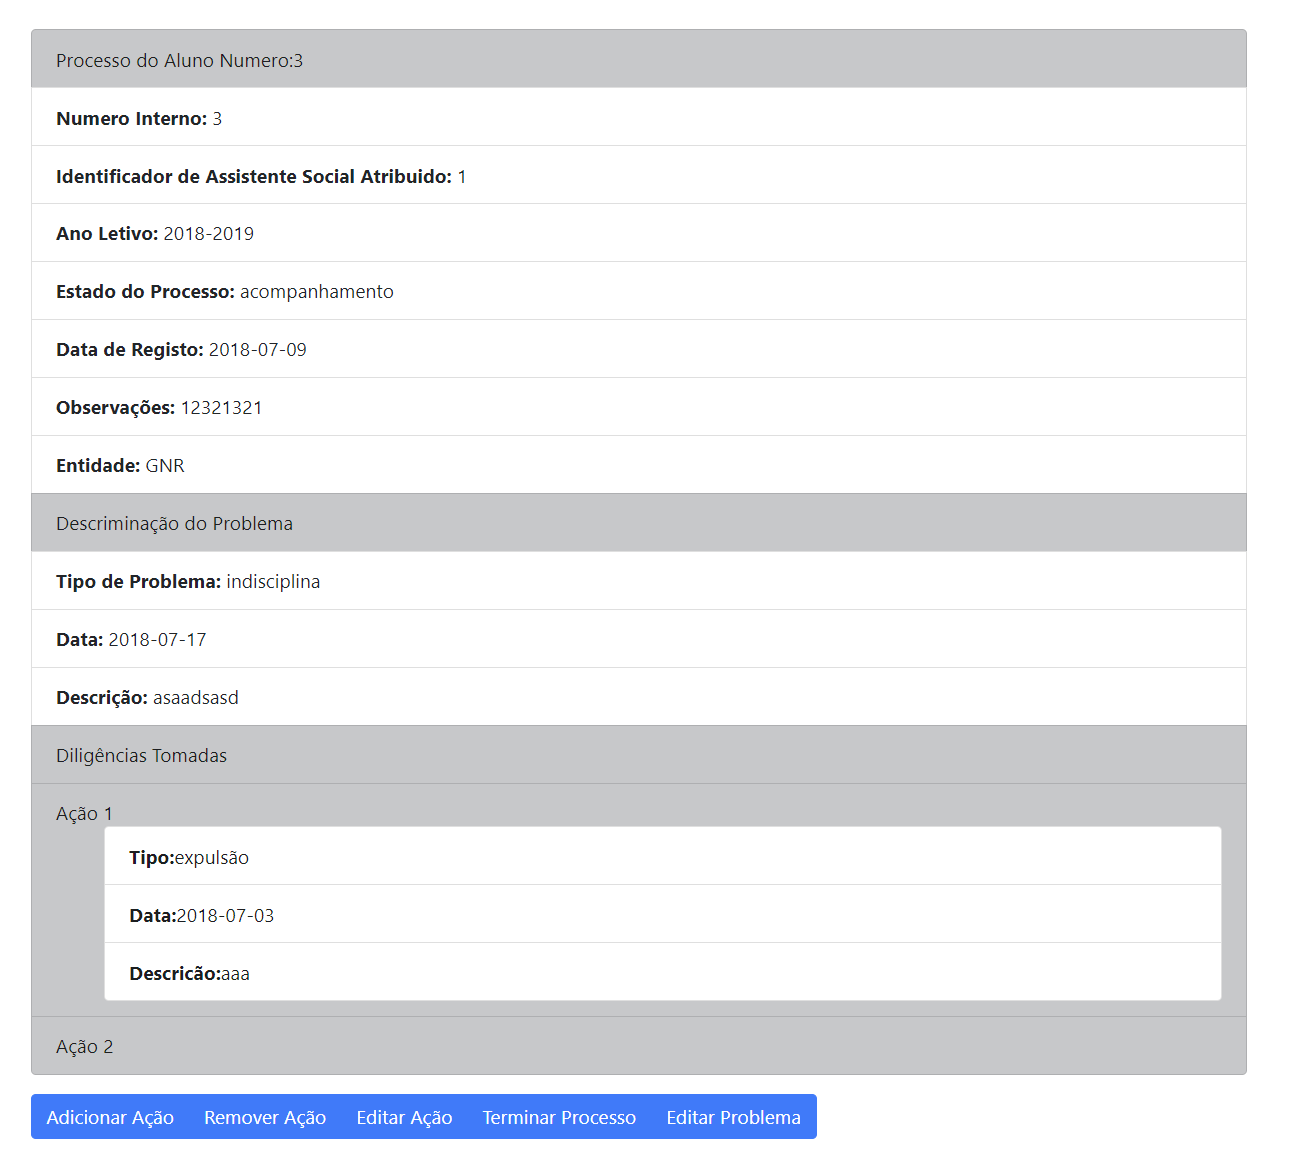 Processo do Aluno Numero:3
Numero Interno: 3
Identificador de Assistente Social Atribuido: 1
Ano Letivo: 2018-2019
Estado do Processo: acompanhamento
Data de Registo: 2018-07-09
Observações: 12321321
Entidade: GNR
Descriminação do Problema
Tipo de Problema: indisciplina
Data: 2018-07-17
Descrição: asaadsasd
Diligências Tomadas
Ação 1
Tipo:expulsão
Data:2018-07-03
Descricão:aaa
Ação 2
Adicionar Ação Remover Ação Editar Ação Terminar Processo Editar Problema